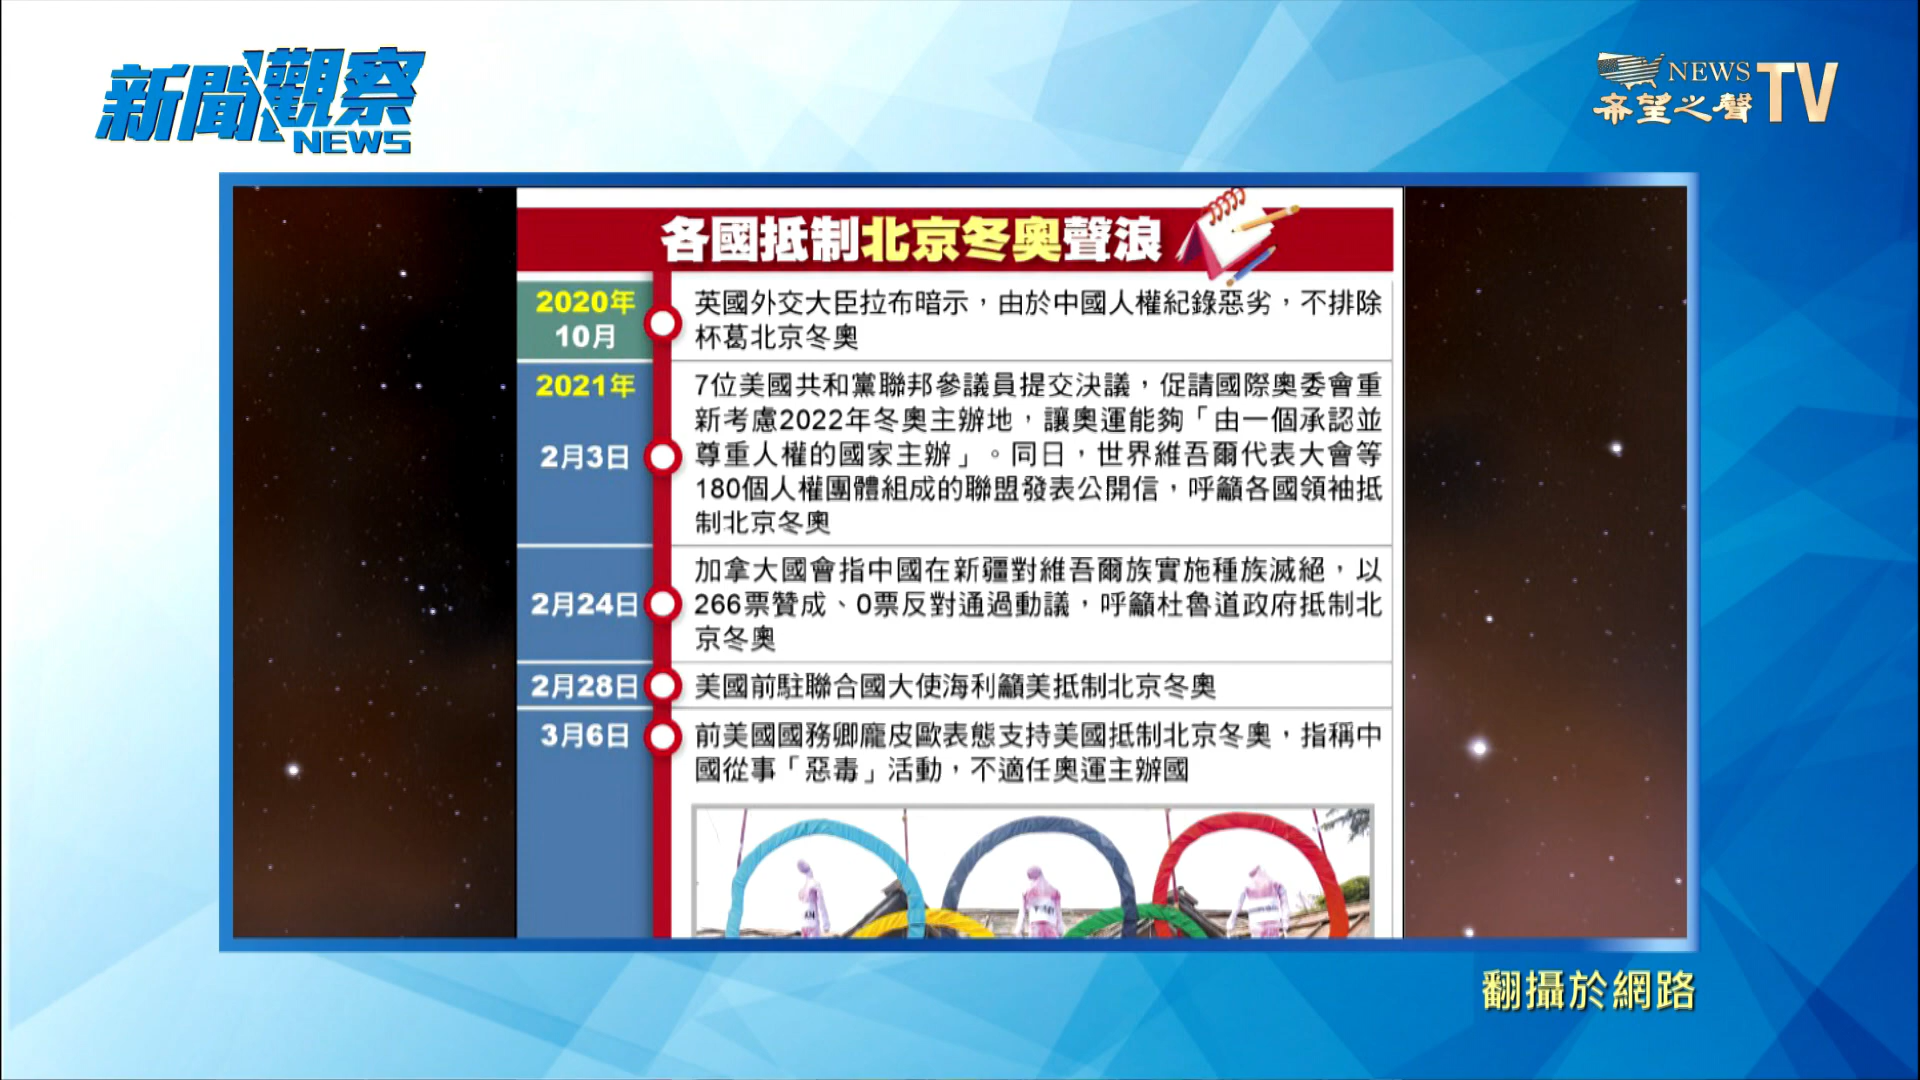 新聞觀察
NEWS
NEWS
希望之聲TV
各國抵制北京冬奧聲浪
2020年
10月
英國外交大臣拉布暗示，由於中國人權紀錄惡劣，不排除
杯葛北京冬奧
2021年
2月3日
7位美國共和黨聯邦參議員提交決議，促請國際奧委會重
新考慮2022年冬奧主辦地，讓奧運能夠「由一個承認並
尊重人權的國家主辦」。同日，世界維吾爾代表大會等
180個人權團體組成的聯盟發表公開信，呼籲各國領袖抵
制北京冬奧
2月24日
加拿大國會指中國在新疆對維吾爾族實施種族滅絕，以
266票贊成、0票反對通過動議，呼籲杜魯道政府抵制北
京冬奧
2月28日
美國前駐聯合國大使海利籲美抵制北京冬奧
3月6日
前美國國務卿龐皮歐表態支持美國抵制北京冬奧，指稱中
國從事「惡毒」活動，不適任奧運主辦國
翻攝於網路